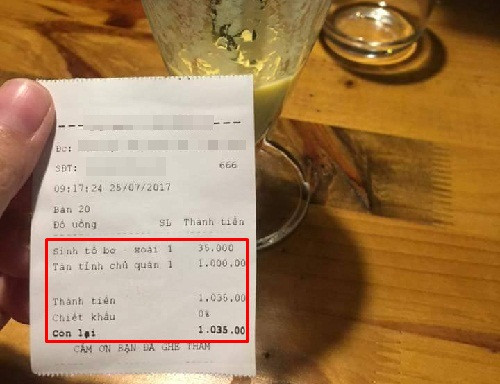 Đc:
SĐT: 666
09:17:24 25/07/2017
Bàn 20
Đồ uống SL Thành tiền
Sinh tố bơ - xoài 1 35.000
Tán tỉnh chủ quán 1 1.000.00
Thành tiền 1.035.00
Chiết khấu 0%
Còn lại 1.035.00
CẢM ƠN BẠN ĐÃ GHÉ THĂM